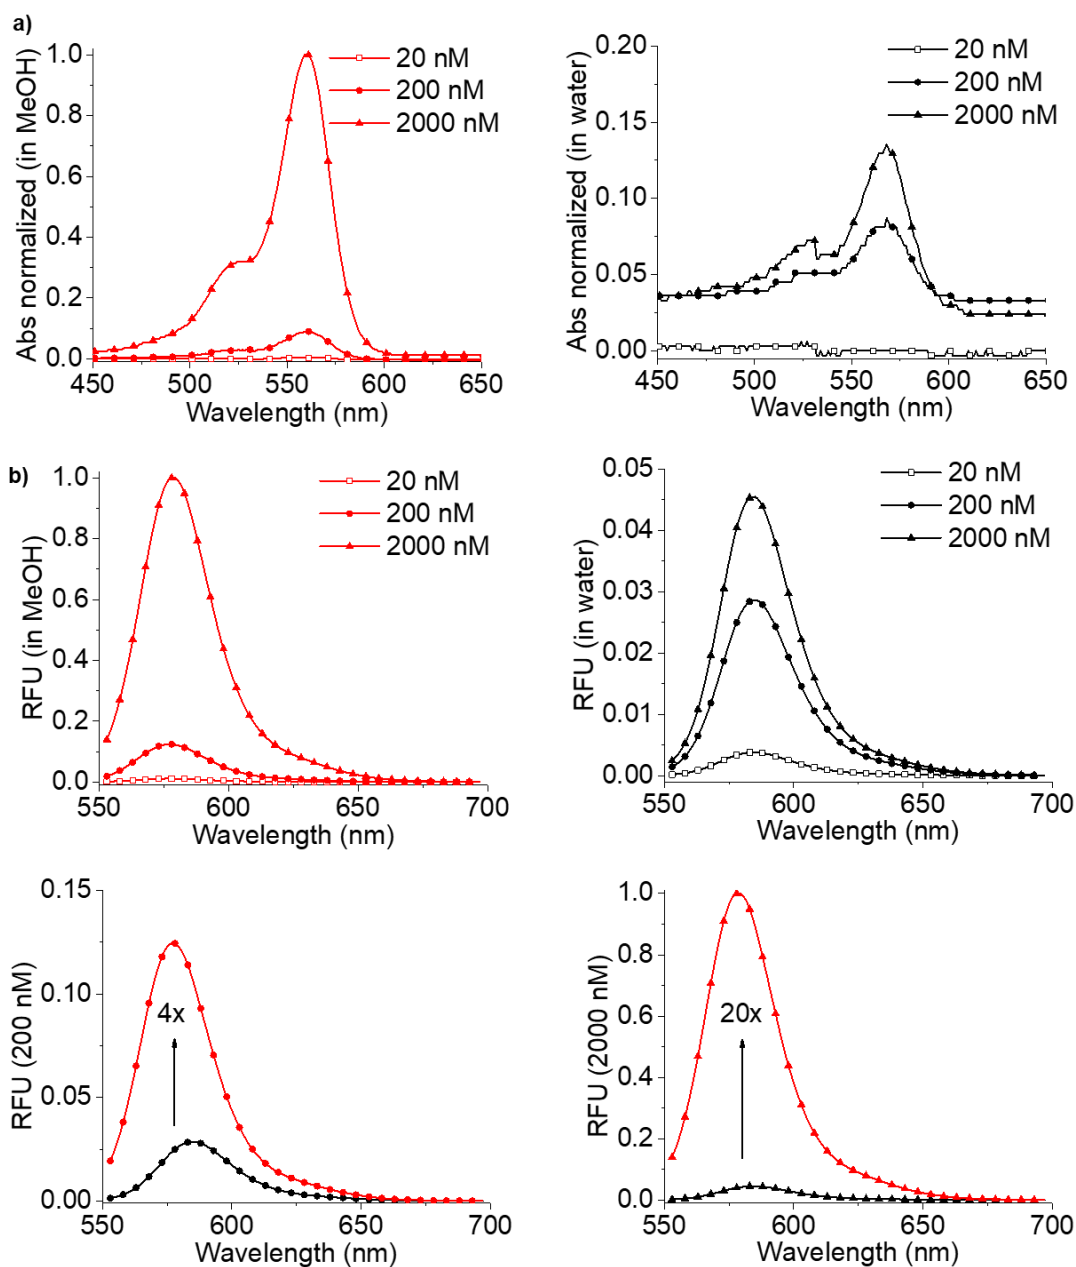 a)
Abs normalized (in MeOH)
1.0
0.8
0.6
0.4
0.2
0.0
450 500 550 600 650
Wavelength (nm)
20 nM
200 nM
2000 nM
Abs normalized (in water)
0.20
0.15
0.10
0.05
0.00
450 500 550 600 650
Wavelength (nm)
20 nM
200 nM
2000 nM
b)
RFU (in MeOH)
1.0
0.8
0.6
0.4
0.2
0.0
550 600 650 700
Wavelength (nm)
20 nM
200 nM
2000 nM
RFU (in water)
0.05
0.04
0.03
0.02
0.01
0.00
550 600 650 700
Wavelength (nm)
20 nM
200 nM
2000 nM
RFU (200 nM)
0.15
0.10
0.05
0.00
550 600 650 700
Wavelength (nm)
4x
RFU (2000 nM)
1.0
0.8
0.6
0.4
0.2
0.0
550 600 650 700
Wavelength (nm)
20x